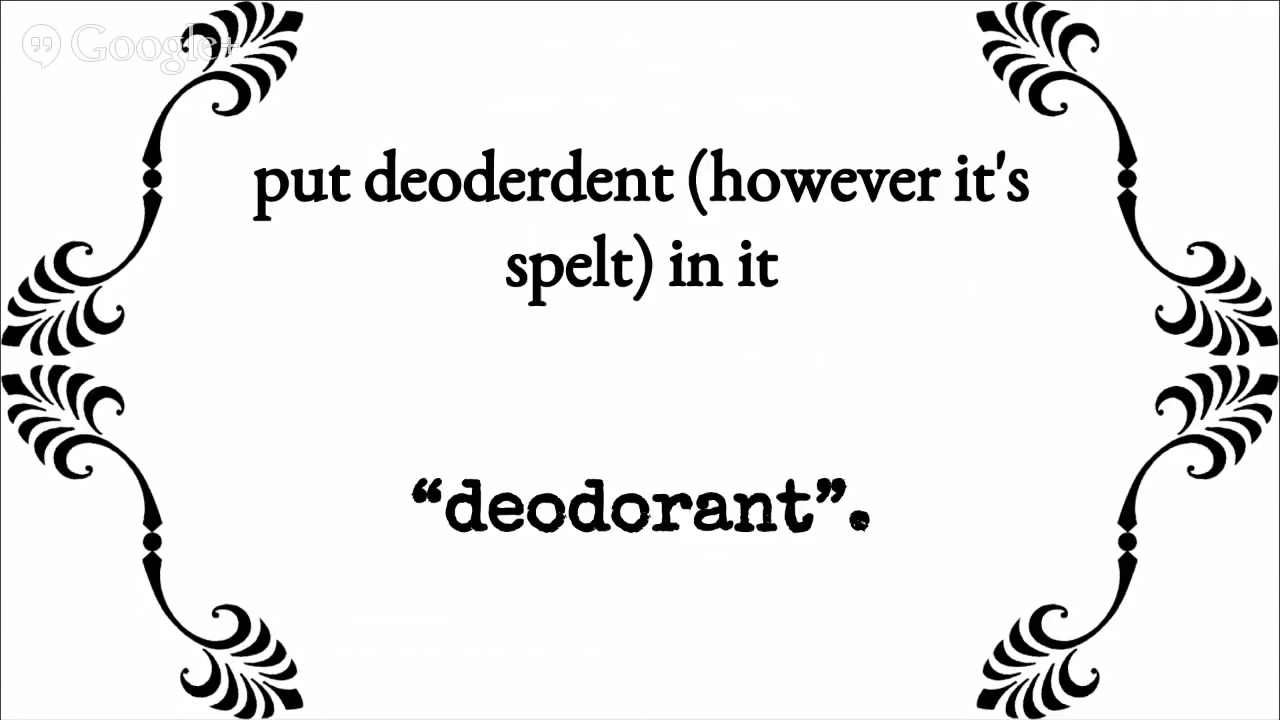 Google+
put deoderdent (however it's
spelt) in it
“deodorant”.